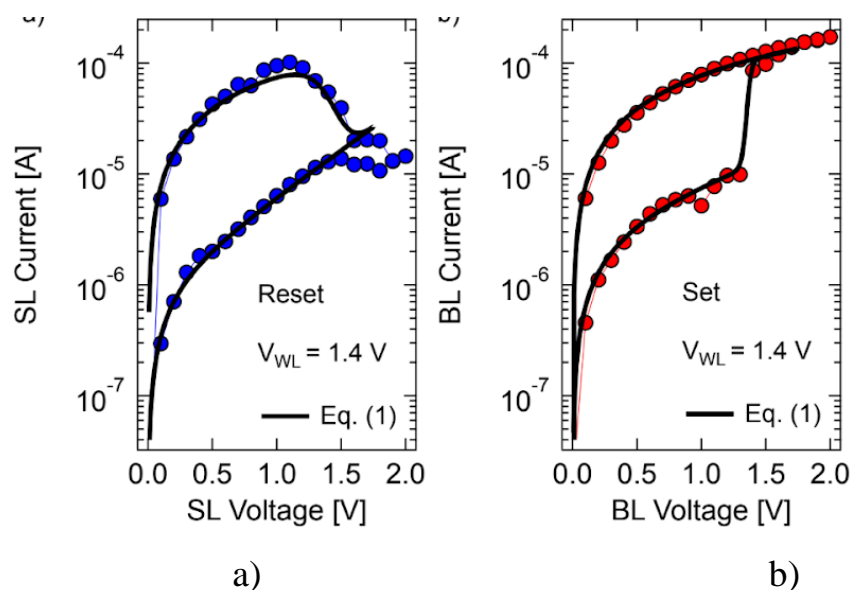 b)
SL Current [A]
10^-4
10^-5
10^-6
10^-7
Reset
V_WL = 1.4 V
Eq. (1)
0.0 0.5 1.0 1.5 2.0
SL Voltage [V]
BL Current [A]
10^-4
10^-5
10^-6
10^-7
Set
V_WL = 1.4 V
Eq. (1)
0.0 0.5 1.0 1.5 2.0
BL Voltage [V]
a) b)